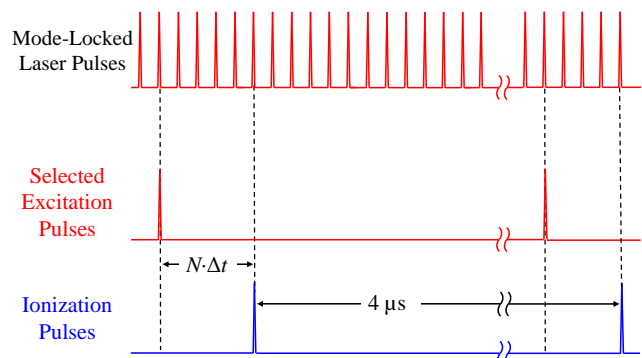 Mode-Locked
Laser Pulses
Selected
Excitation
Pulses
N·Δt
Ionization
Pulses
4 μs